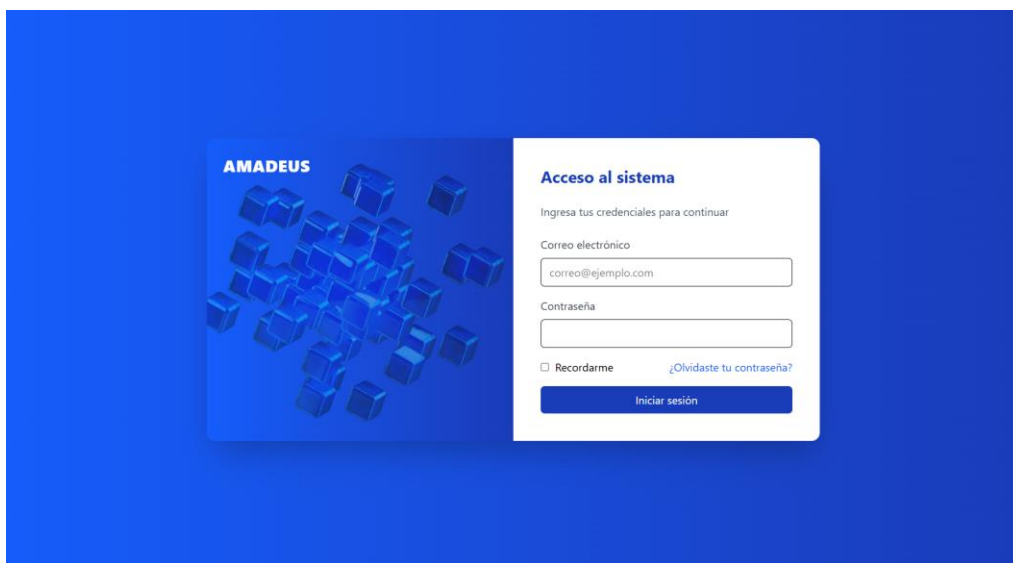 AMADEUS
Acceso al sistema
Ingresa tus credenciales para continuar
Correo electrónico
correo@ejemplo.com
Contraseña
Recordarme
¿Olvidaste tu contraseña?
Iniciar sesión